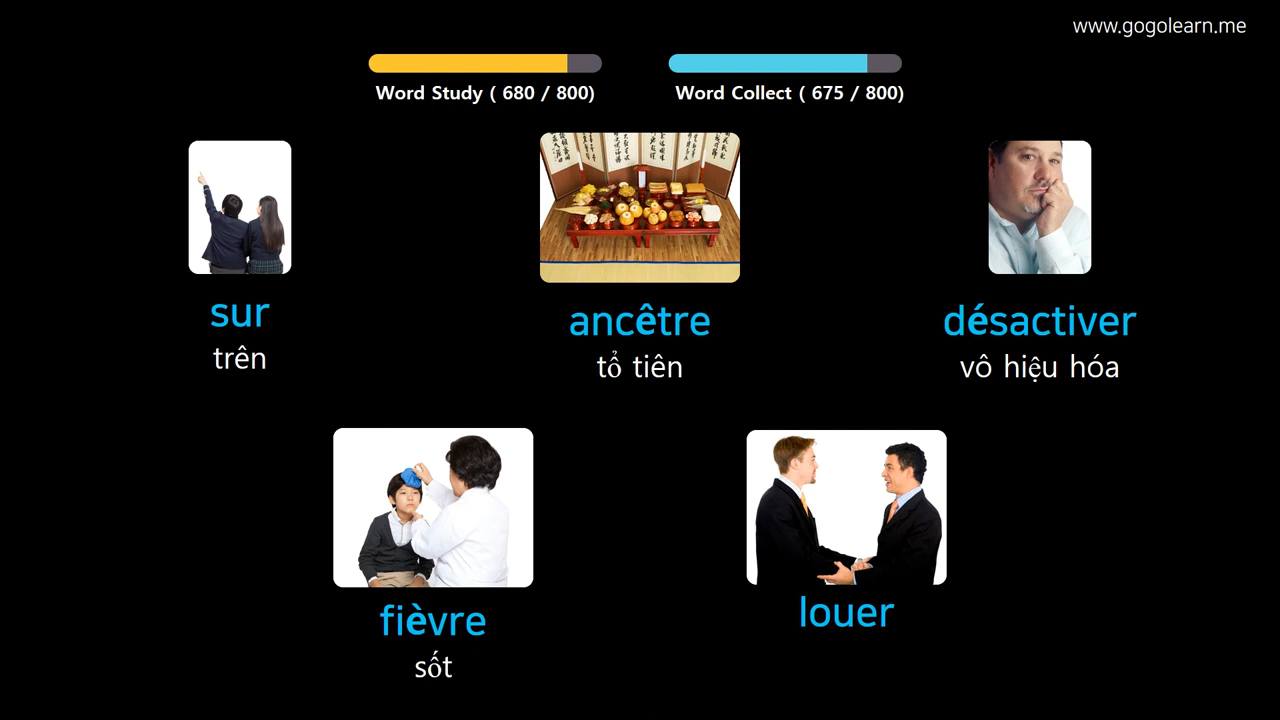 www.gogolearn.me
Word Study ( 680 / 800)
Word Collect ( 675 / 800)
sur
trên
ancêtre
tổ tiên
désactiver
vô hiệu hóa
fièvre
sốt
louer